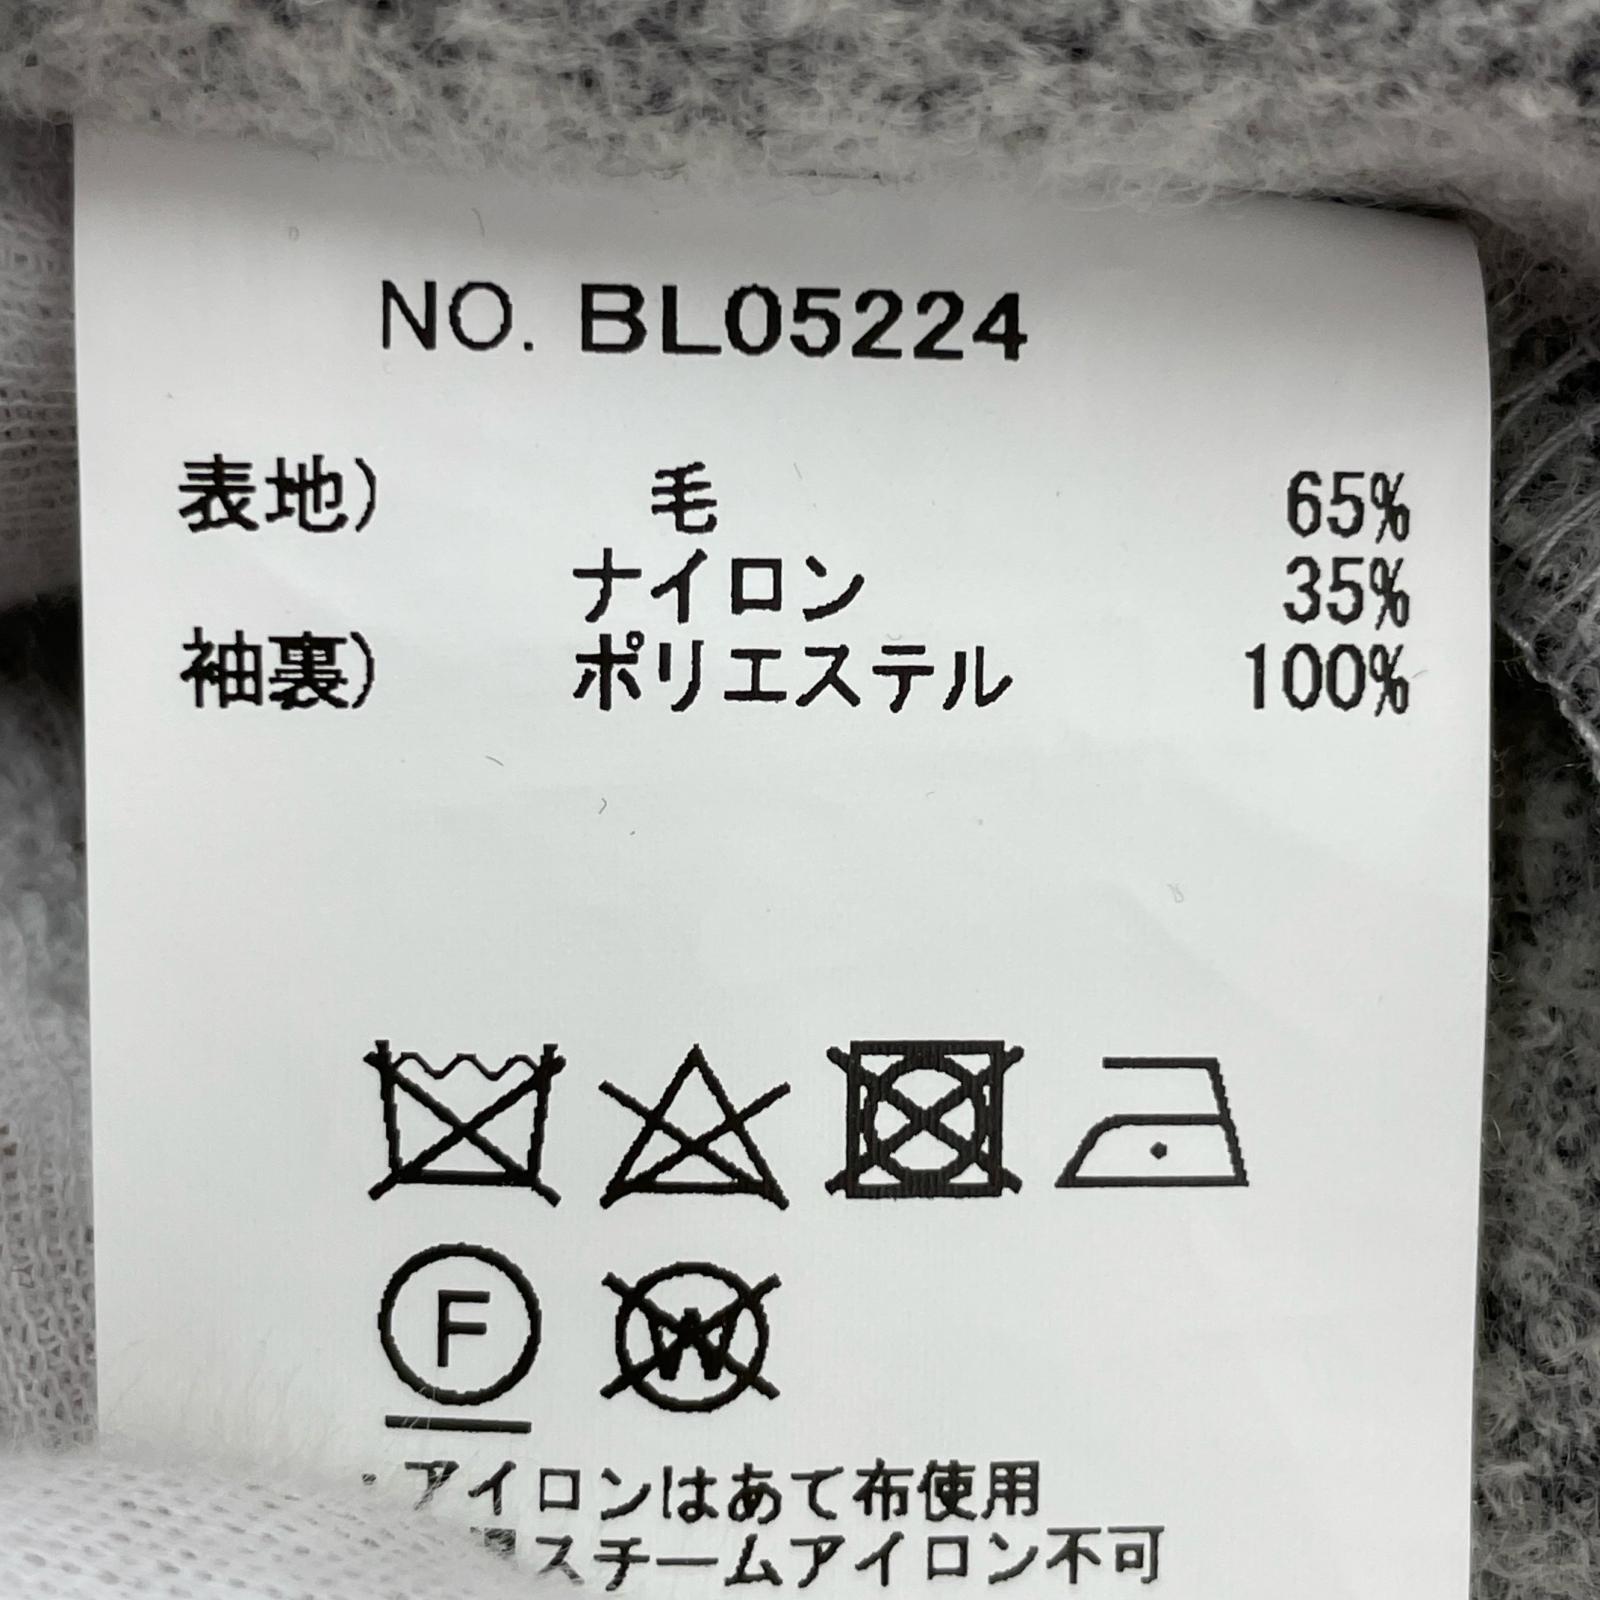 NO. BL05224
表地) 毛 65%
ナイロン 35%
袖裏) ポリエステル 100%
F
W
・アイロンはあて布使用
スチームアイロン不可